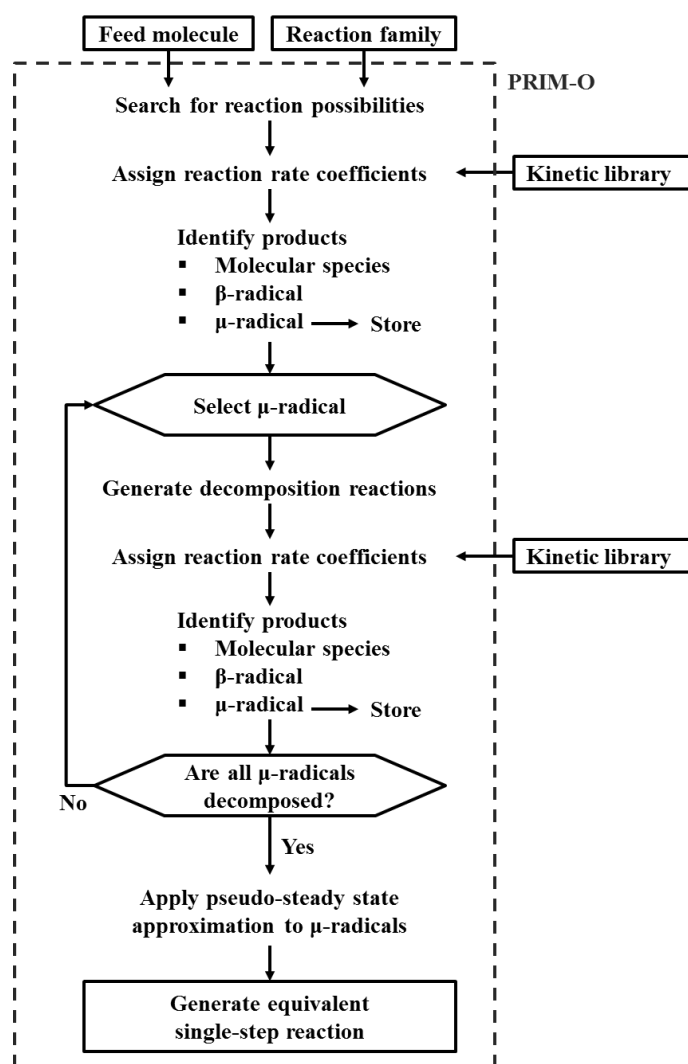 Feed molecule
Reaction family
PRIM-O
Search for reaction possibilities
Assign reaction rate coefficients
Kinetic library
Identify products
▪ Molecular species
▪ β-radical
▪ μ-radical
Store
Select μ-radical
Generate decomposition reactions
Assign reaction rate coefficients
Kinetic library
Identify products
▪ Molecular species
▪ β-radical
▪ μ-radical
Store
Are all μ-radicals
decomposed?
No
Yes
Apply pseudo-steady state
approximation to μ-radicals
Generate equivalent
single-step reaction